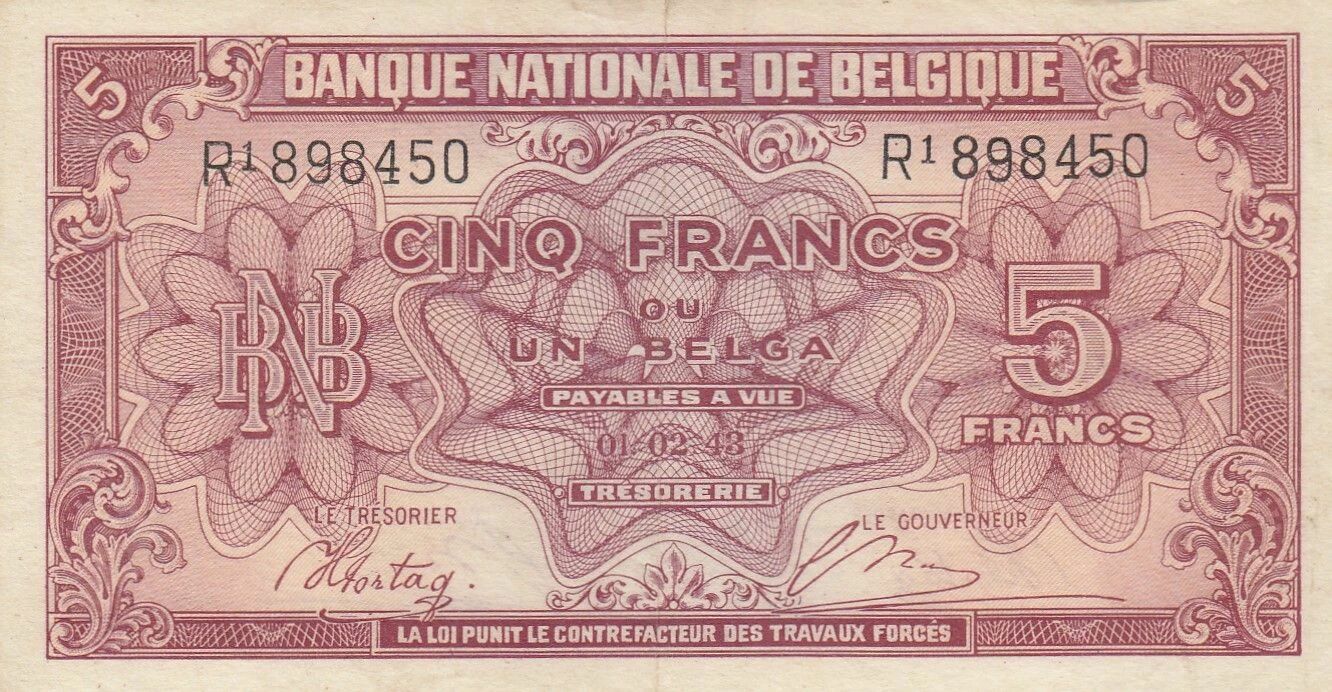 5 BANQUE NATIONALE DE BELGIQUE 5
R1 898450 R1 898450
CINQ FRANCS
OU
UN BELGA
BNB 5
PAYABLES A VUE
FRANCS
01-02-43
TRÉSORERIE
LE TRÉSORIER LE GOUVERNEUR
LA LOI PUNIT LE CONTREFACTEUR DES TRAVAUX FORCÉS